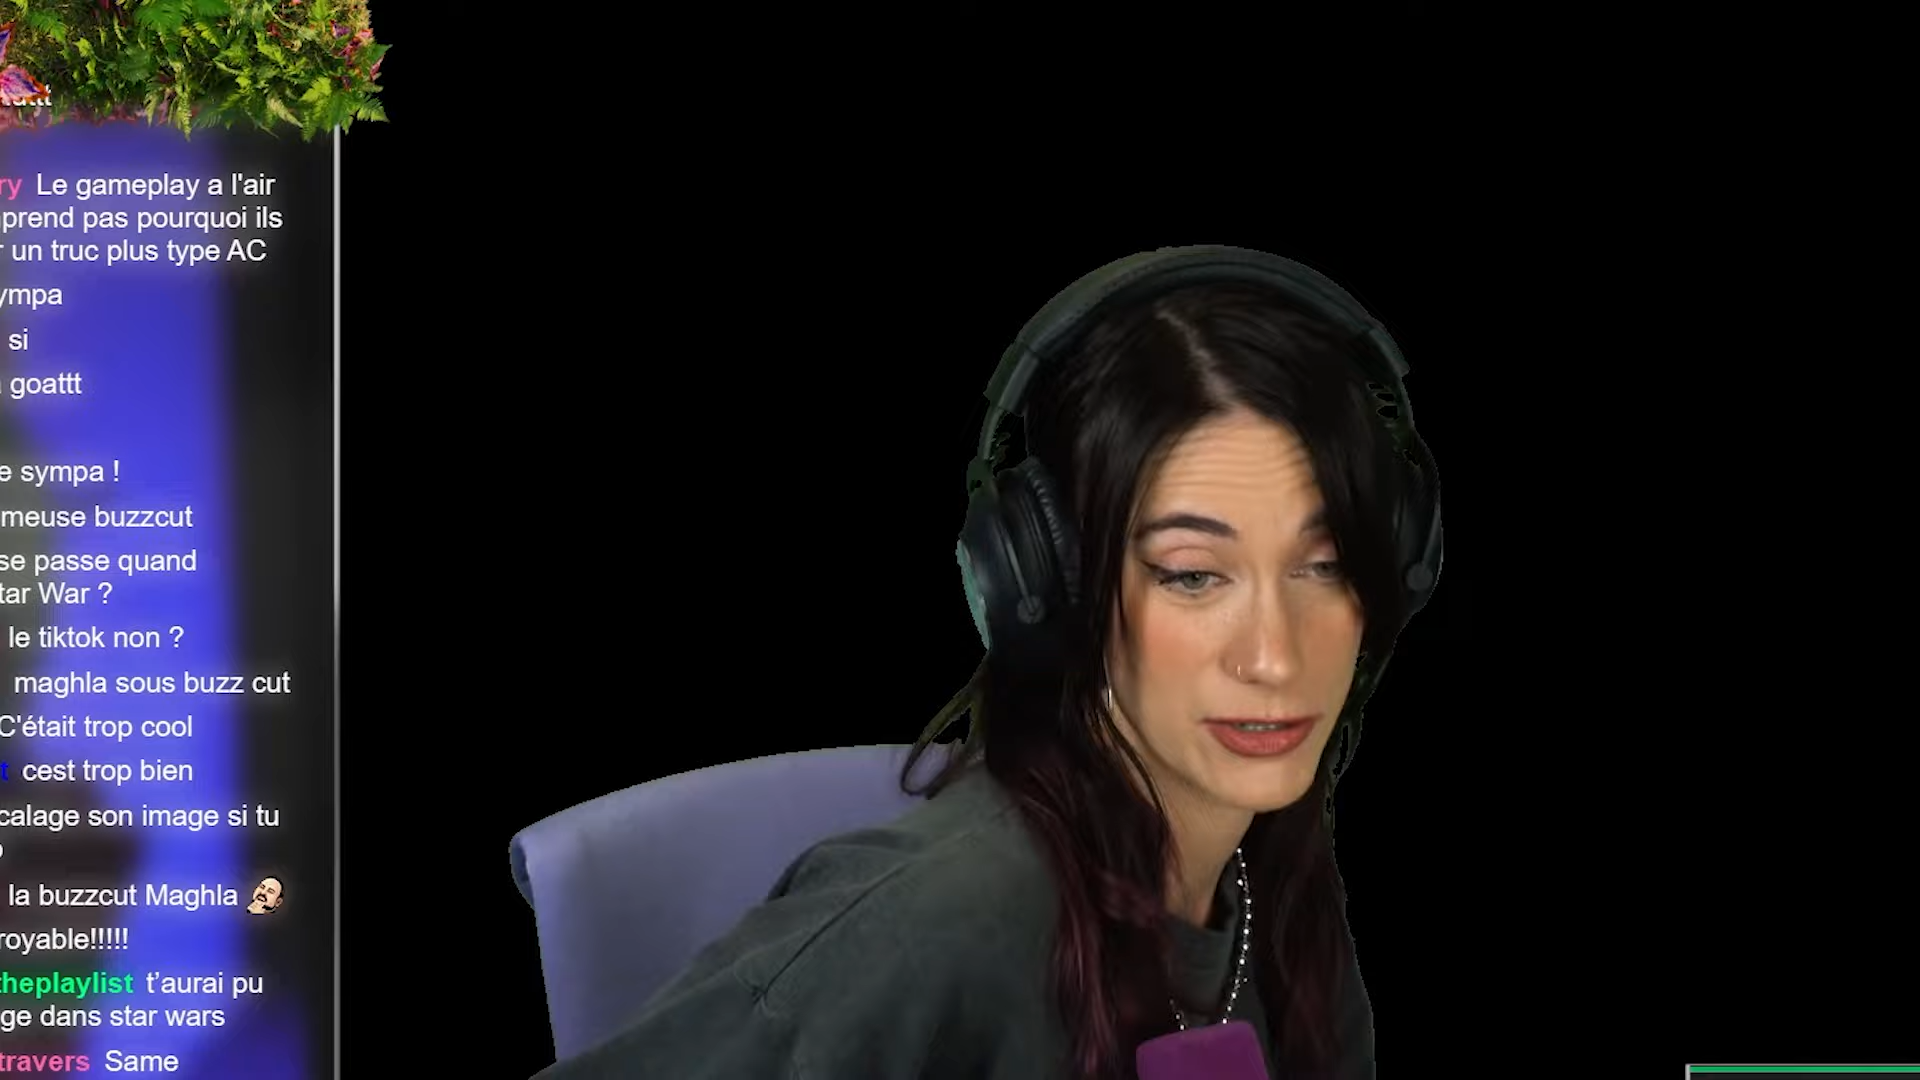 ry Le gameplay a l'air
prend pas pourquoi ils
r un truc plus type AC
ympa
si
goattt
e sympa !
meuse buzzcut
se passe quand
tar War ?
le tiktok non ?
maghla sous buzz cut
C'était trop cool
t cest trop bien
calage son image si tu
la buzzcut Maghla
royable!!!!!
theplaylist t'aurai pu
ge dans star wars
travers Same